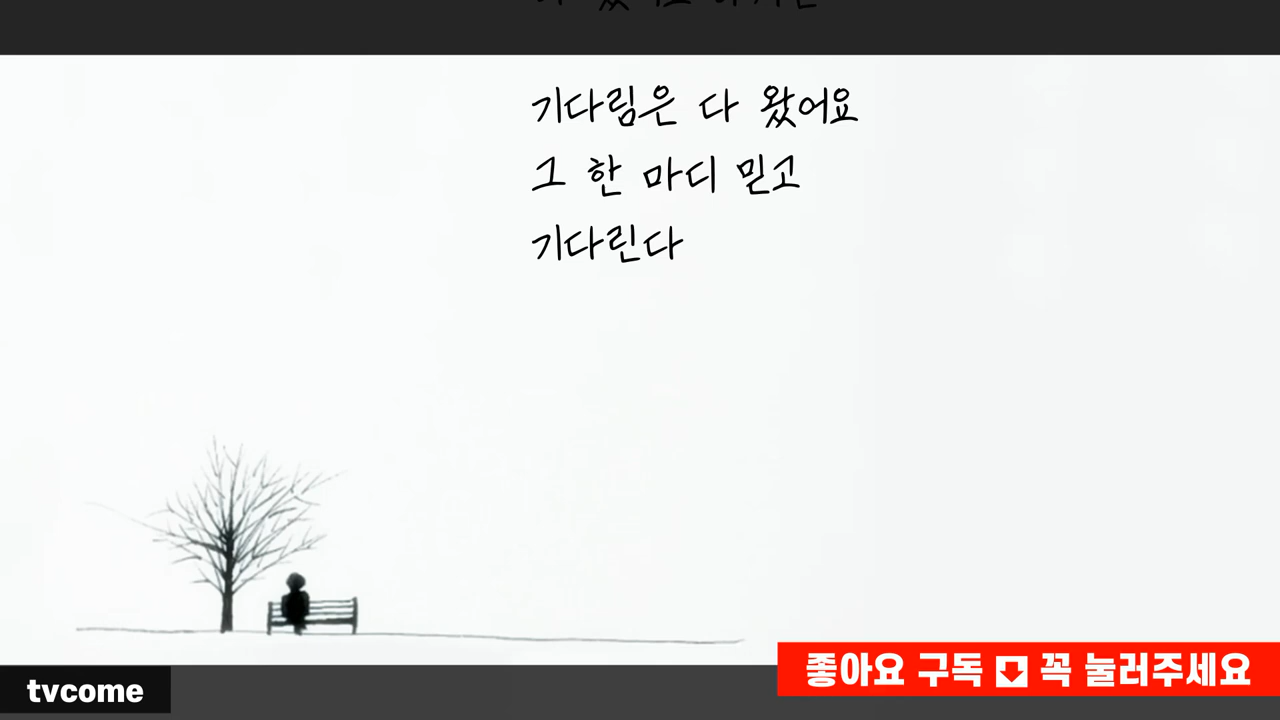 기다림은 다 왔어요
그 한 마디 믿고
기다린다
좋아요 구독 꼭 눌러주세요
tvcome